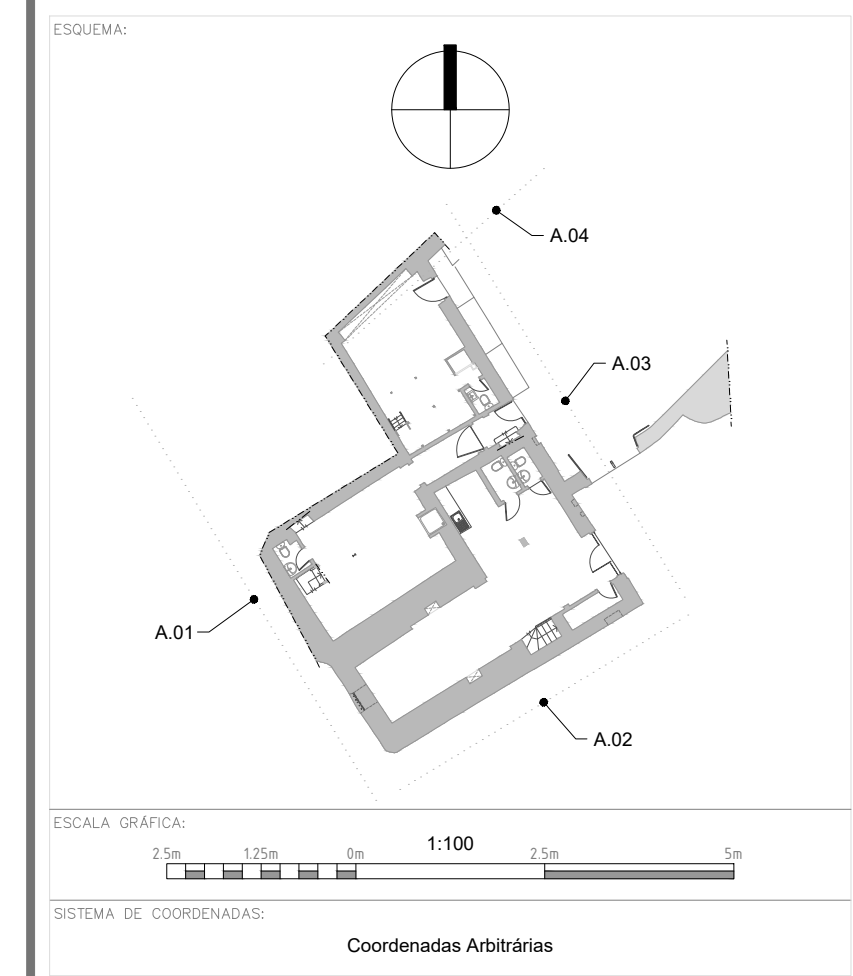 ESQUEMA:
A.04
A.03
A.01
A.02
ESCALA GRÁFICA:
1:100
2.5m 1.25m 0m 2.5m 5m
SISTEMA DE COORDENADAS:
Coordenadas Arbitrárias